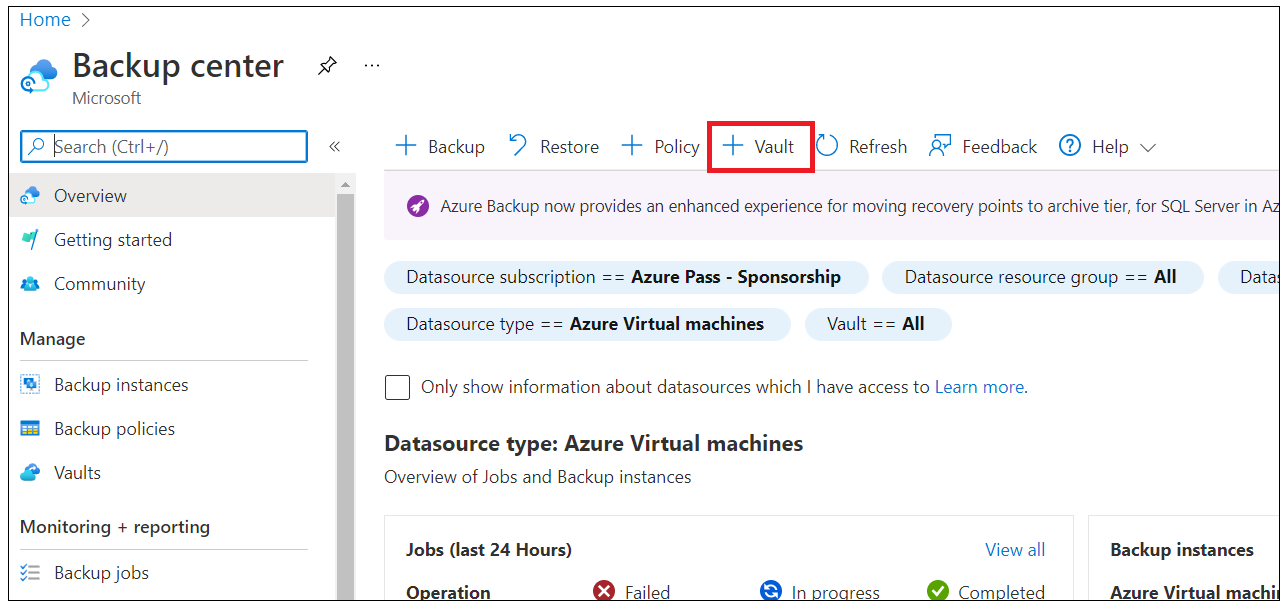 Home >
Backup center
Microsoft
Search (Ctrl+/)
Overview
Getting started
Community
Manage
Backup instances
Backup policies
Vaults
Monitoring + reporting
Backup jobs
Backup Restore Policy Vault Refresh Feedback Help
Azure Backup now provides an enhanced experience for moving recovery points to archive tier, for SQL Server in Az
Datasource subscription == Azure Pass - Sponsorship Datasource resource group == All Datas
Datasource type == Azure Virtual machines Vault == All
Only show information about datasources which I have access to Learn more.
Datasource type: Azure Virtual machines
Overview of Jobs and Backup instances
Jobs (last 24 Hours) View all
Operation Failed In progress Completed
Backup instances
Azure Virtual machin